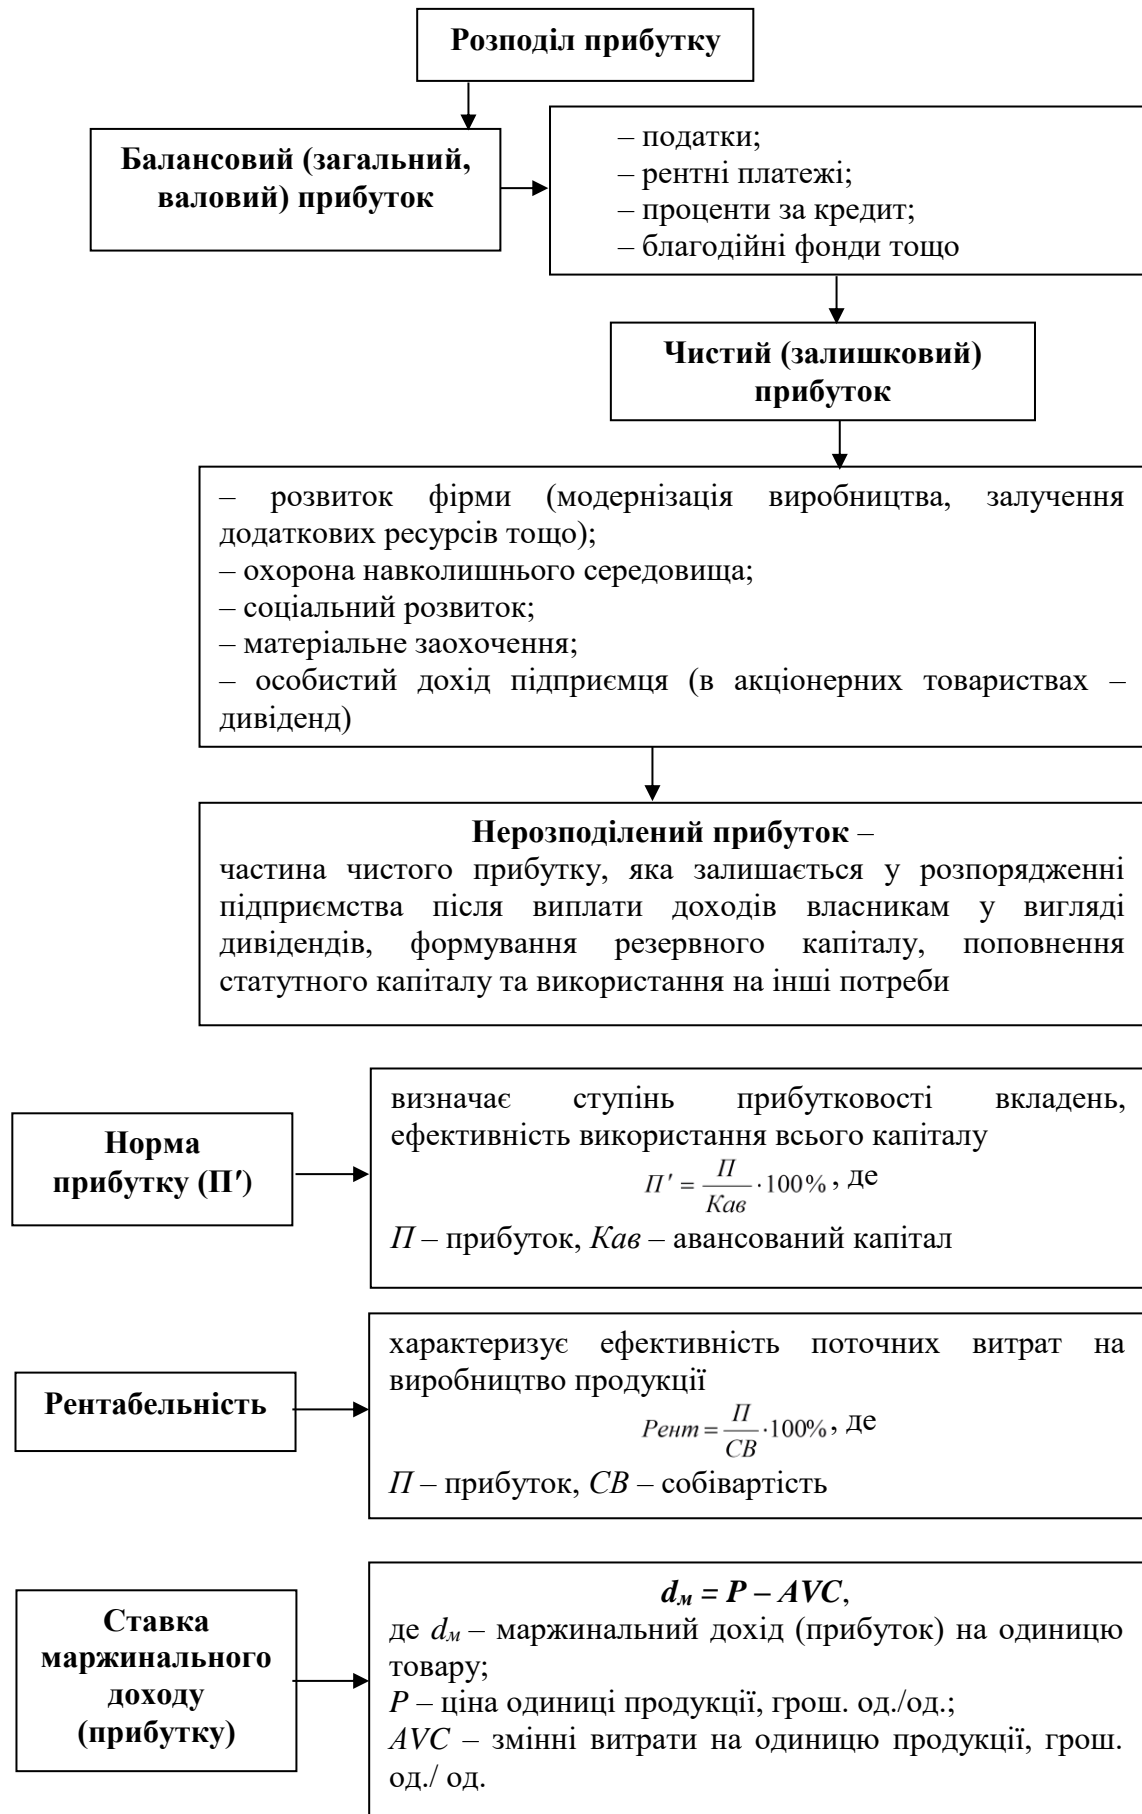 Розподіл прибутку
Балансовий (загальний,
валовий) прибуток
– податки;
– рентні платежі;
– проценти за кредит;
– благодійні фонди тощо
Чистий (залишковий)
прибуток
– розвиток фірми (модернізація виробництва, залучення
додаткових ресурсів тощо);
– охорона навколишнього середовища;
– соціальний розвиток;
– матеріальне заохочення;
– особистий дохід підприємця (в акціонерних товариствах –
дивіденд)
Нерозподілений прибуток –
частина чистого прибутку, яка залишається у розпорядженні
підприємства після виплати доходів власникам у вигляді
дивідендів, формування резервного капіталу, поповнення
статутного капіталу та використання на інші потреби
Норма
прибутку (П′)
визначає ступінь прибутковості вкладень,
ефективність використання всього капіталу
П' = П / Кав · 100%, де
П – прибуток, Кав – авансований капітал
Рентабельність
характеризує ефективність поточних витрат на
виробництво продукції
Рент = П / СВ · 100%, де
П – прибуток, СВ – собівартість
Ставка
маржинального
доходу
(прибутку)
dм = P – AVC,
де dм – маржинальний дохід (прибуток) на одиницю
товару;
P – ціна одиниці продукції, грош. од./од.;
AVC – змінні витрати на одиницю продукції, грош.
од./ од.